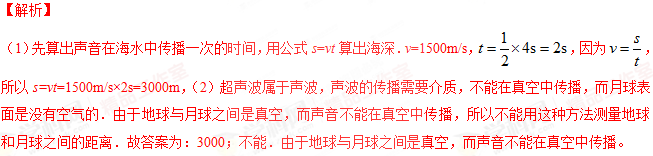 【解析】
（1）先算出声音在海水中传播一次的时间，用公式 s=vt 算出海深．v=1500m/s，t=\frac{1}{2}×4s=2s，因为 v=\frac{s}{t}，
所以 s=vt=1500m/s×2s=3000m，（2）超声波属于声波，声波的传播需要介质，不能在真空中传播，而月球表
面是没有空气的．由于地球与月球之间是真空，而声音不能在真空中传播，所以不能用这种方法测量地球
和月球之间的距离．故答案为：3000；不能．由于地球与月球之间是真空，而声音不能在真空中传播。